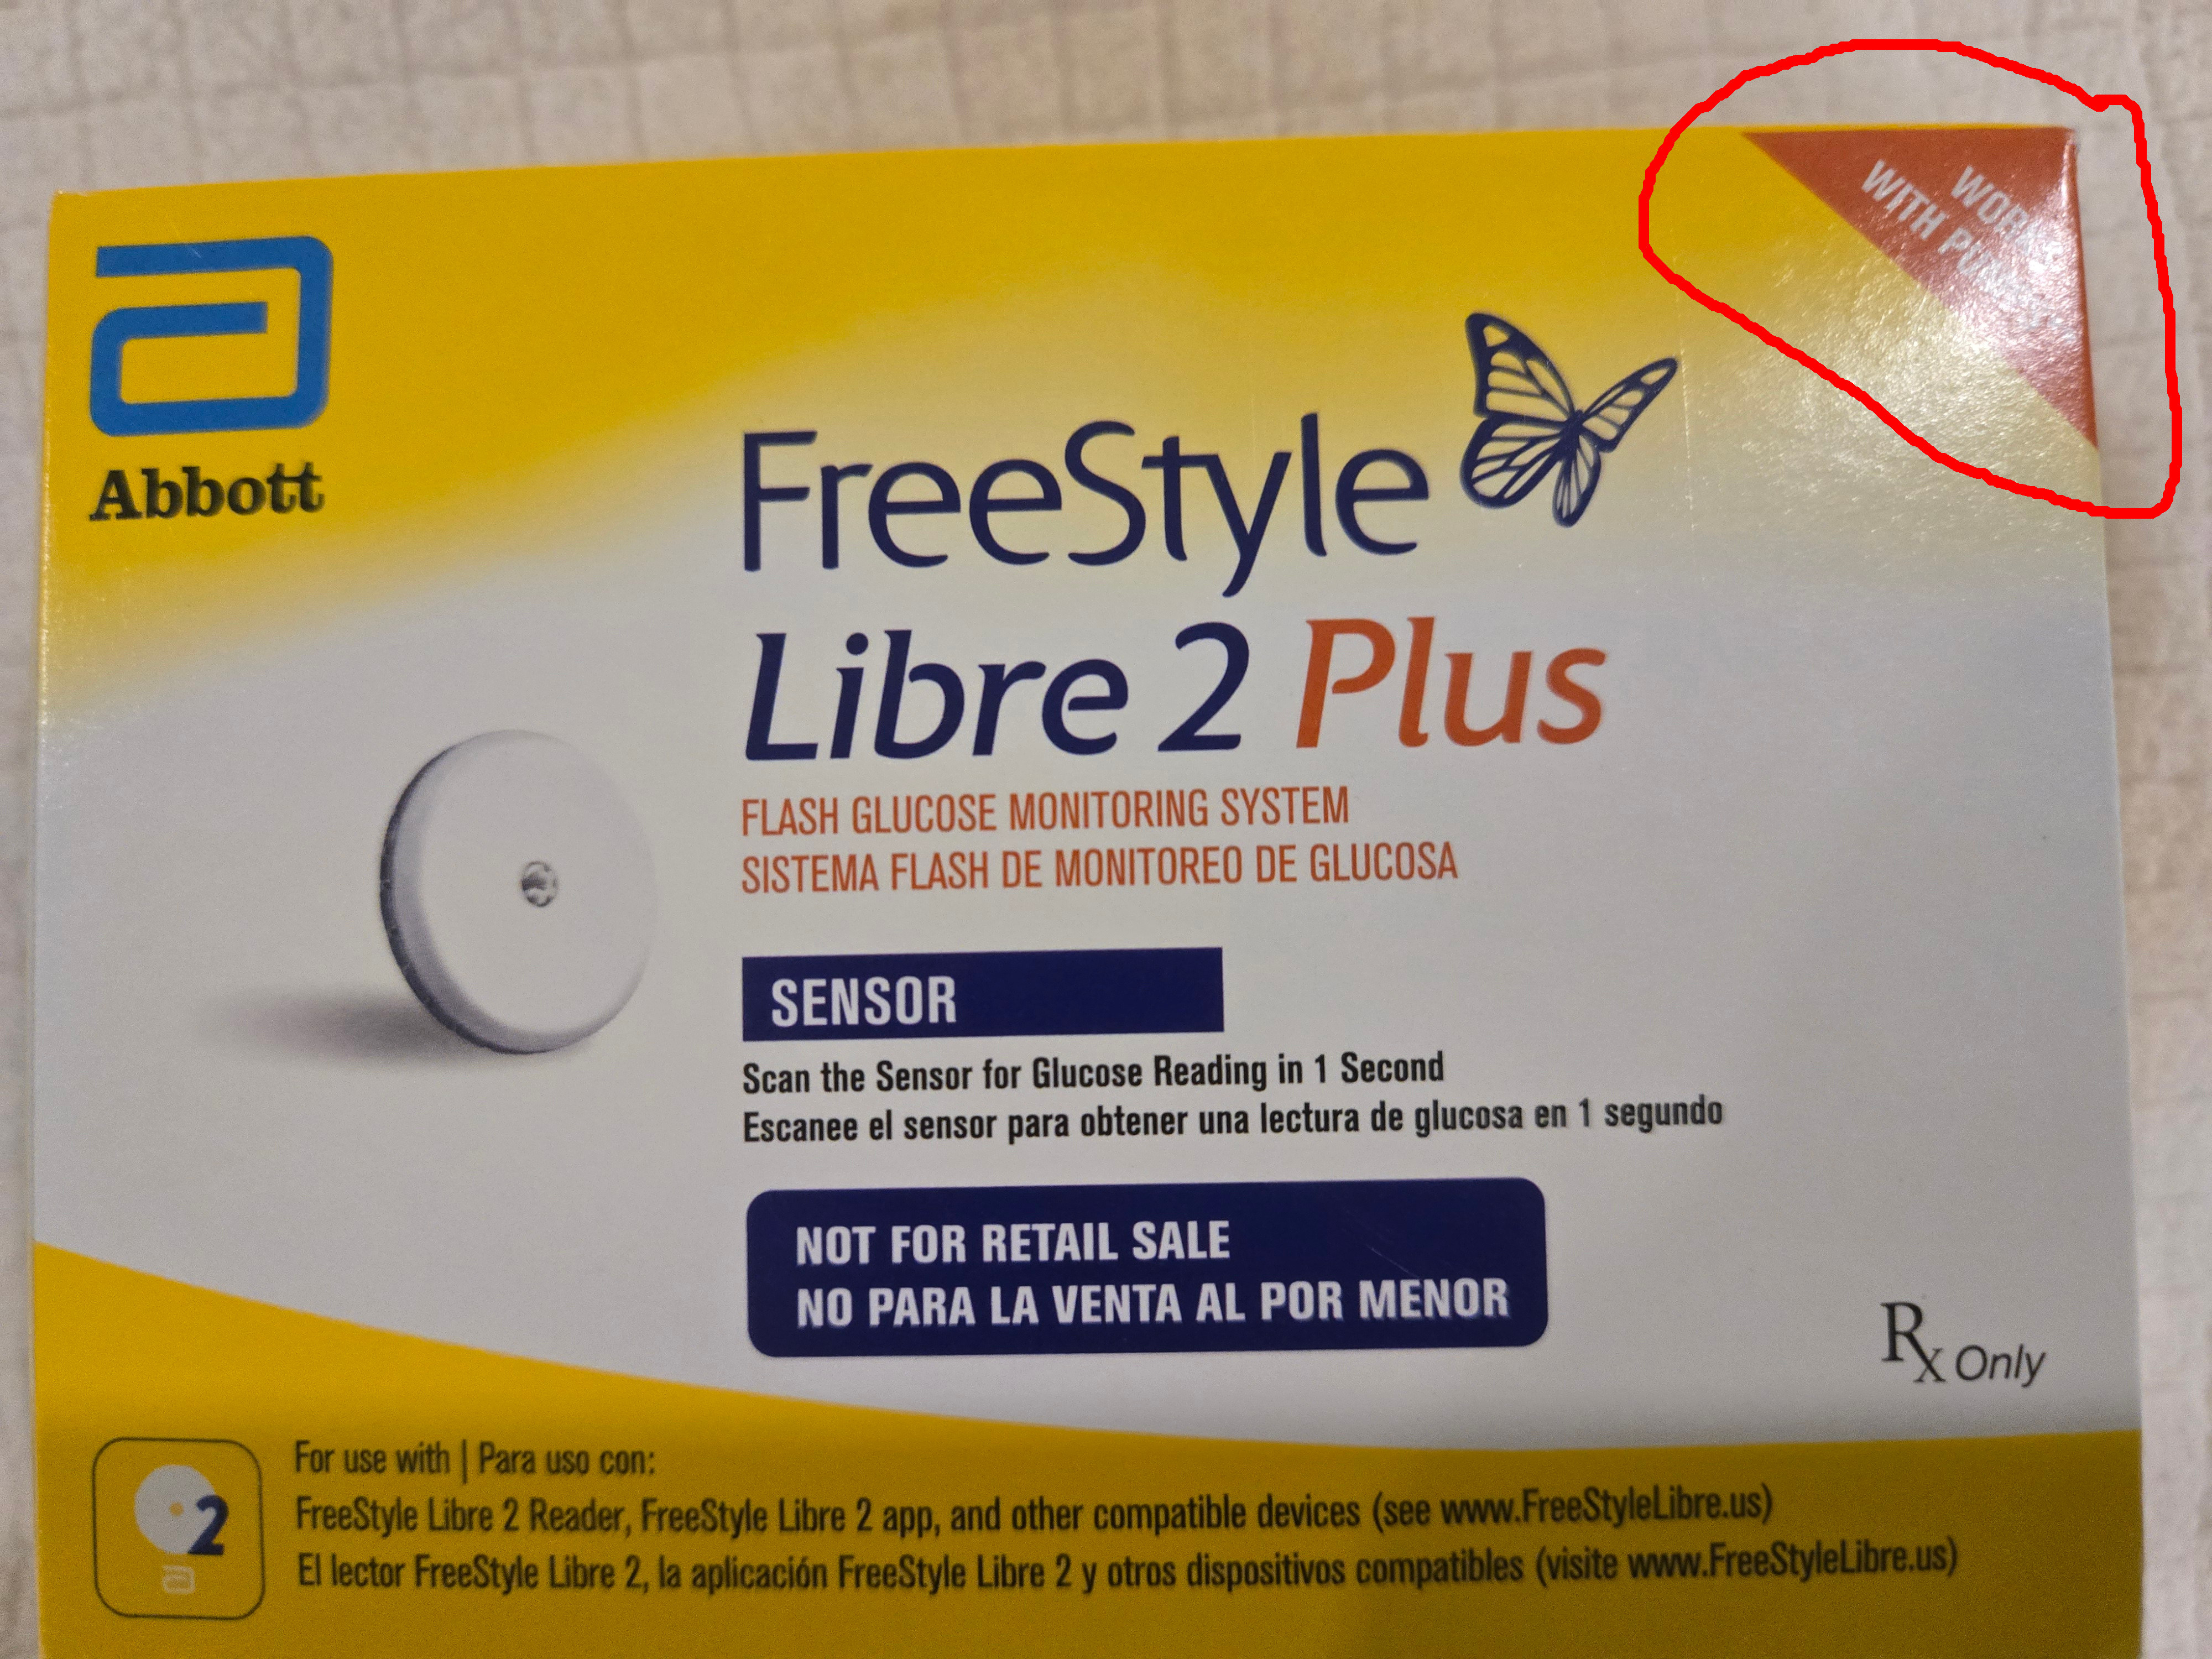 WITH
Abbott
FreeStyle
Libre 2 Plus
FLASH GLUCOSE MONITORING SYSTEM
SISTEMA FLASH DE MONITOREO DE GLUCOSA
SENSOR
Scan the Sensor for Glucose Reading in 1 Second
Escanee el sensor para obtener una lectura de glucosa en 1 segundo
NOT FOR RETAIL SALE
NO PARA LA VENTA AL POR MENOR
Rx Only
2
For use with | Para uso con:
FreeStyle Libre 2 Reader, FreeStyle Libre 2 app, and other compatible devices (see www.FreeStyleLibre.us)
El lector FreeStyle Libre 2, la aplicación FreeStyle Libre 2 y otros dispositivos compatibles (visite www.FreeStyleLibre.us)